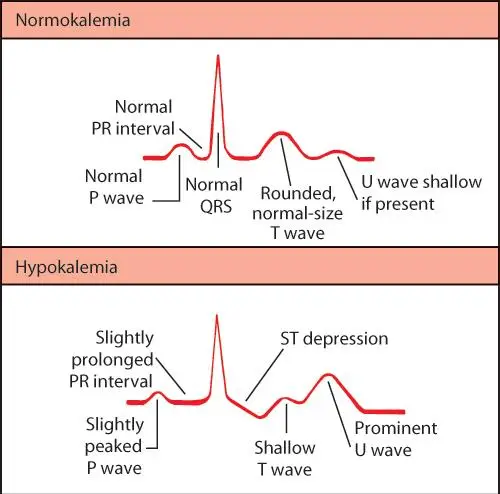 Normokalemia
Normal
PR interval
Normal
P wave
Normal
QRS
Rounded,
normal-size
T wave
U wave shallow
if present
Hypokalemia
Slightly
prolonged
PR interval
ST depression
Slightly
peaked
P wave
Shallow
T wave
Prominent
U wave